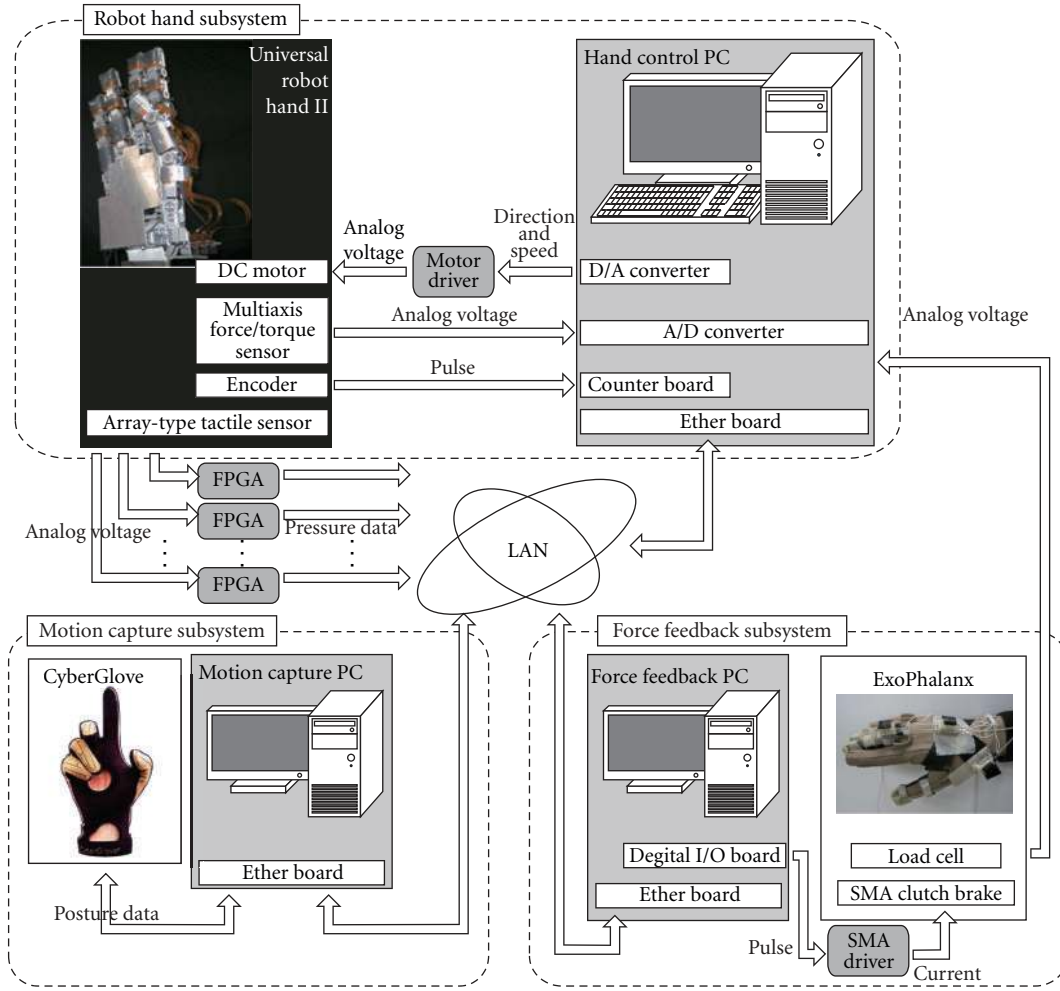 Robot hand subsystem
Universal
robot
hand II
Hand control PC
Analog
voltage
Direction
and
speed
DC motor
Motor
driver
D/A converter
Multiaxis
force/torque
sensor
Analog voltage
A/D converter
Analog voltage
Encoder
Pulse
Counter board
Array-type tactile sensor
Ether board
FPGA
FPGA
Analog voltage
Pressure data
FPGA
LAN
Motion capture subsystem
CyberGlove
Motion capture PC
Ether board
Posture data
Force feedback subsystem
Force feedback PC
ExoPhalanx
Degital I/O board
Load cell
Ether board
SMA clutch brake
Pulse
SMA
driver
Current